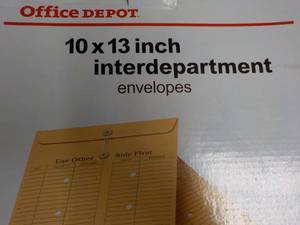 Office DEPOT
10 x 13 inch
interdepartment
envelopes
Use Other Side First